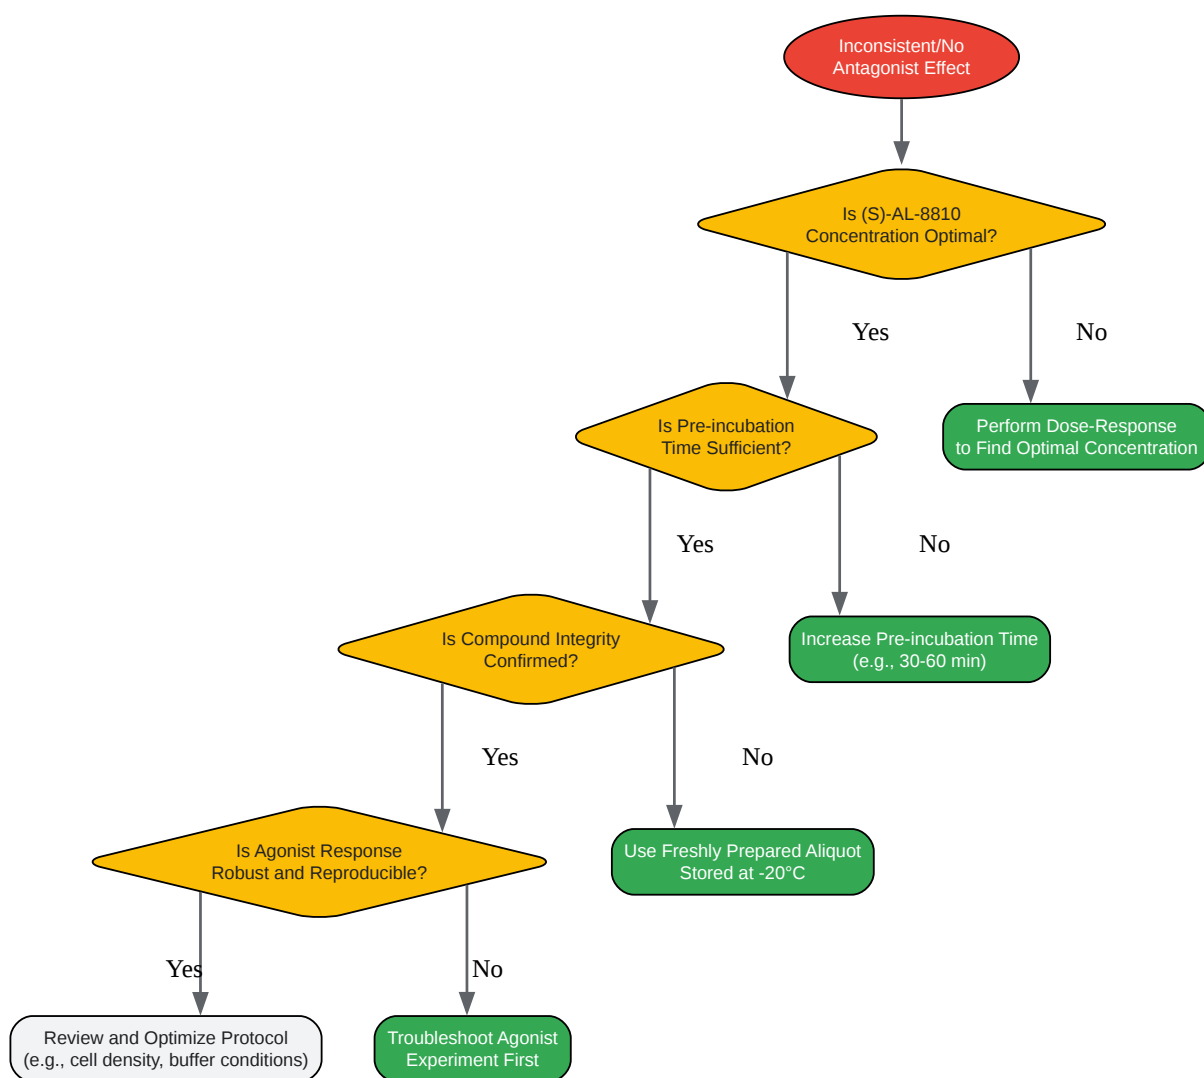 Inconsistent/No
Antagonist Effect
Is (S)-AL-8810
Concentration Optimal?
Yes
No
Is Pre-incubation
Time Sufficient?
Perform Dose-Response
to Find Optimal Concentration
Yes
No
Is Compound Integrity
Confirmed?
Increase Pre-incubation Time
(e.g., 30-60 min)
Yes
No
Is Agonist Response
Robust and Reproducible?
Use Freshly Prepared Aliquot
Stored at -20°C
Yes
No
Review and Optimize Protocol
(e.g., cell density, buffer conditions)
Troubleshoot Agonist
Experiment First